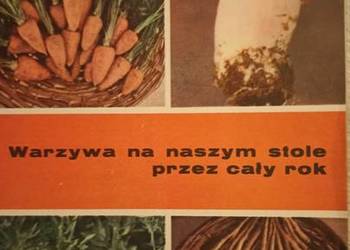 Warzywa na naszym stole
przez cały rok